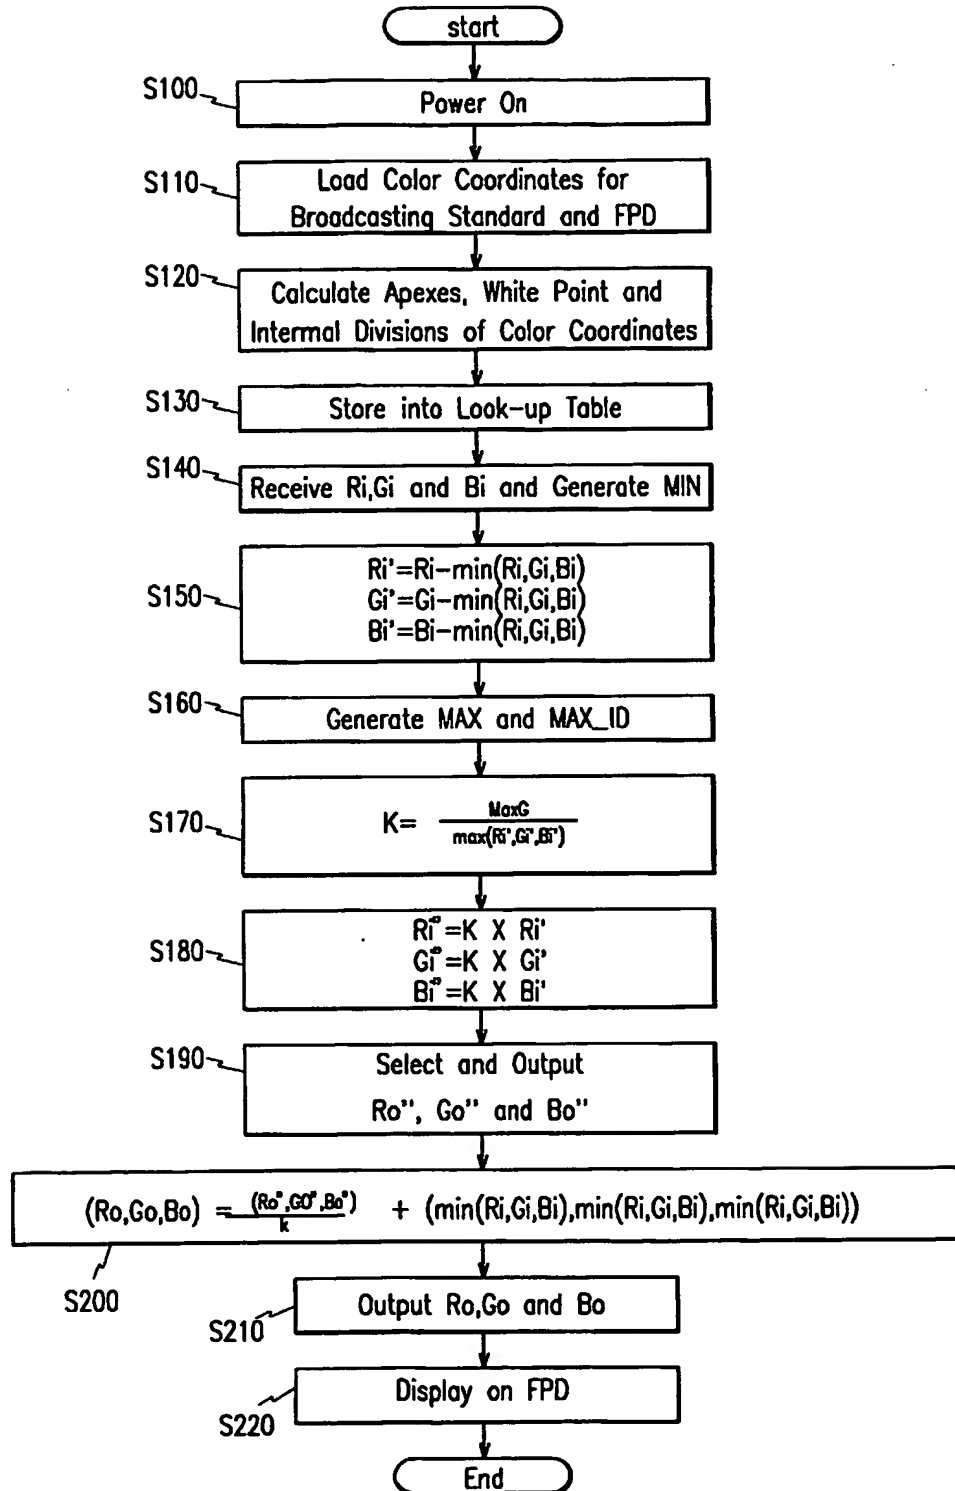 start
S100
Power On
S110
Load Color Coordinates for
Broadcasting Standard and FPD
S120
Calculate Apexes, White Point and
Intermal Divisions of Color Coordinates
S130
Store into Look-up Table
S140
Receive Ri,Gi and Bi and Generate MIN
S150
Ri'=Ri-min(Ri,Gi,Bi)
Gi'=Gi-min(Ri,Gi,Bi)
Bi'=Bi-min(Ri,Gi,Bi)
S160
Generate MAX and MAX_ID
S170
K= MaxG / max(Ri',Gi',Bi')
S180
Ri"=K X Ri'
Gi"=K X Gi'
Bi"=K X Bi'
S190
Select and Output
Ro", Go" and Bo"
(Ro,Go,Bo) = (Ro",GO",Bo") / k + (min(Ri,Gi,Bi),min(Ri,Gi,Bi),min(Ri,Gi,Bi))
S200
Output Ro,Go and Bo
S210
Display on FPD
S220
End